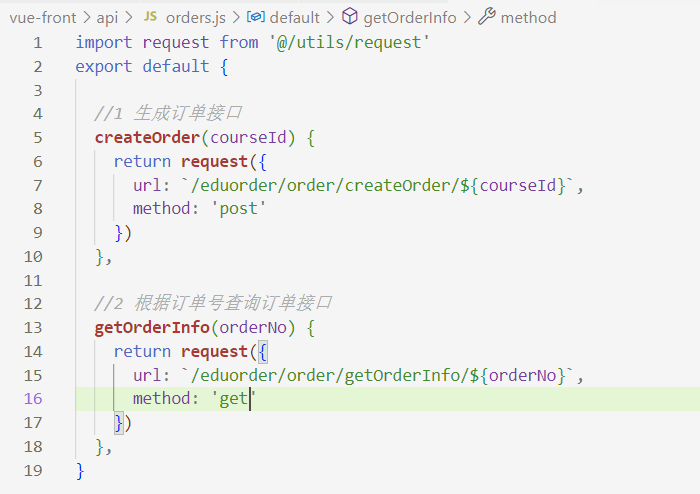 vue-front > api > JS orders.js > default > getOrderInfo > method
1 import request from '@/utils/request'
2 export default {
3
4 //1 生成订单接口
5 createOrder(courseId) {
6 return request({
7 url: `/eduorder/order/createOrder/${courseId}`,
8 method: 'post'
9 })
10 },
11
12 //2 根据订单号查询订单接口
13 getOrderInfo(orderNo) {
14 return request({
15 url: `/eduorder/order/getOrderInfo/${orderNo}`,
16 method: 'get'
17 })
18 },
19 }